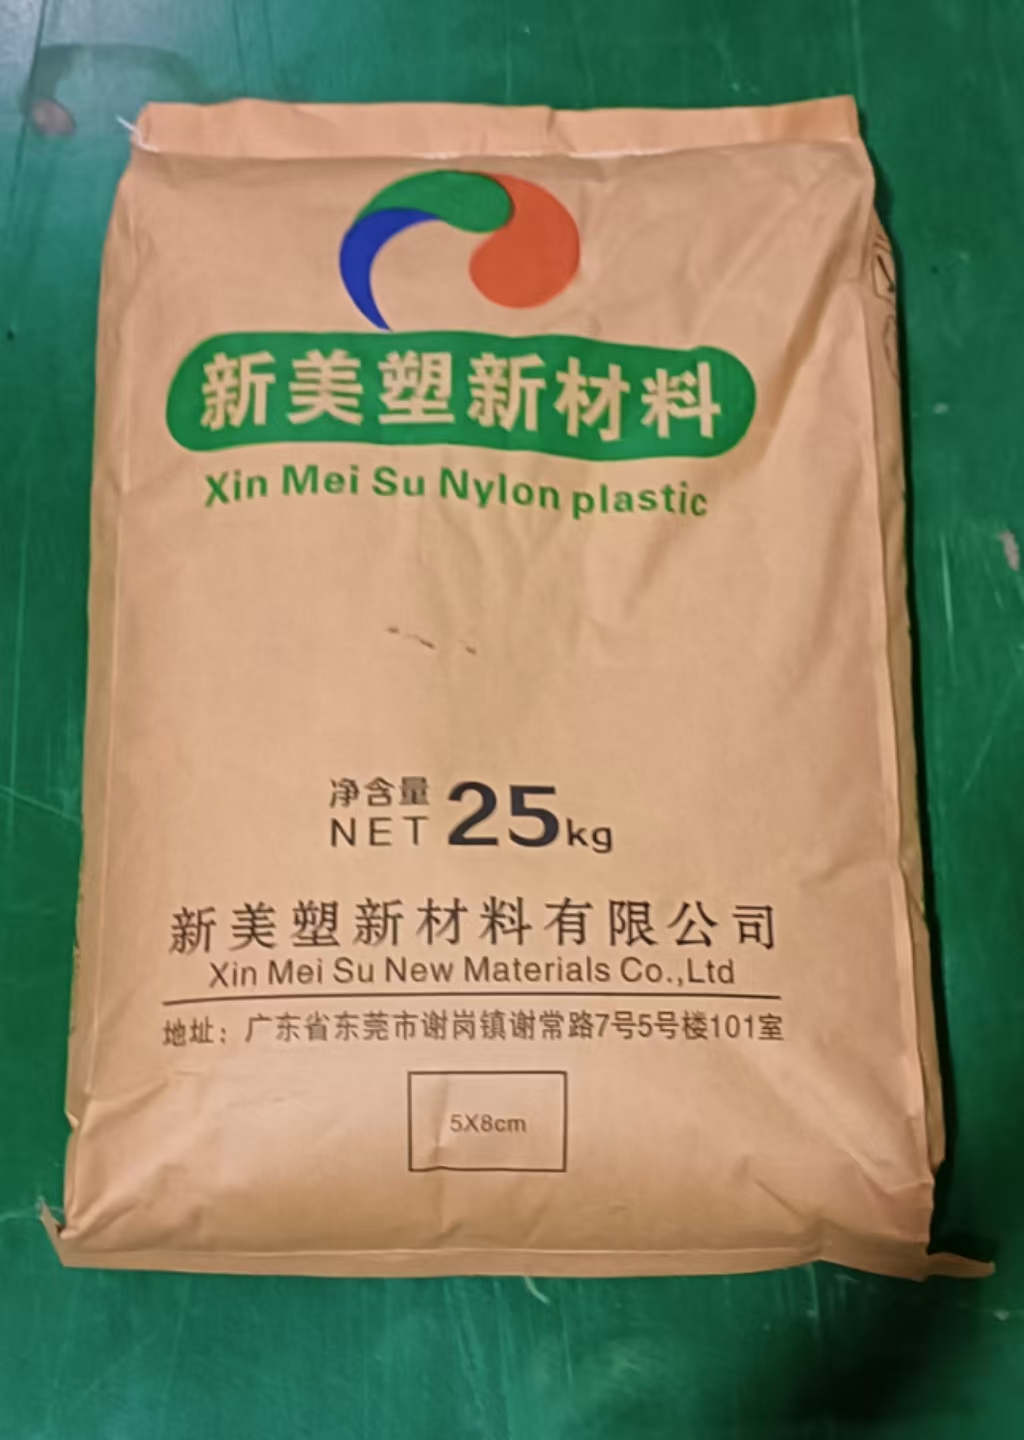 新美塑新材料
Xin Mei Su Nylon plastic
净含量
NET 25kg
新美塑新材料有限公司
Xin Mei Su New Materials Co.,Ltd
地址：广东省东莞市谢岗镇谢常路7号5号楼101室
5X8cm